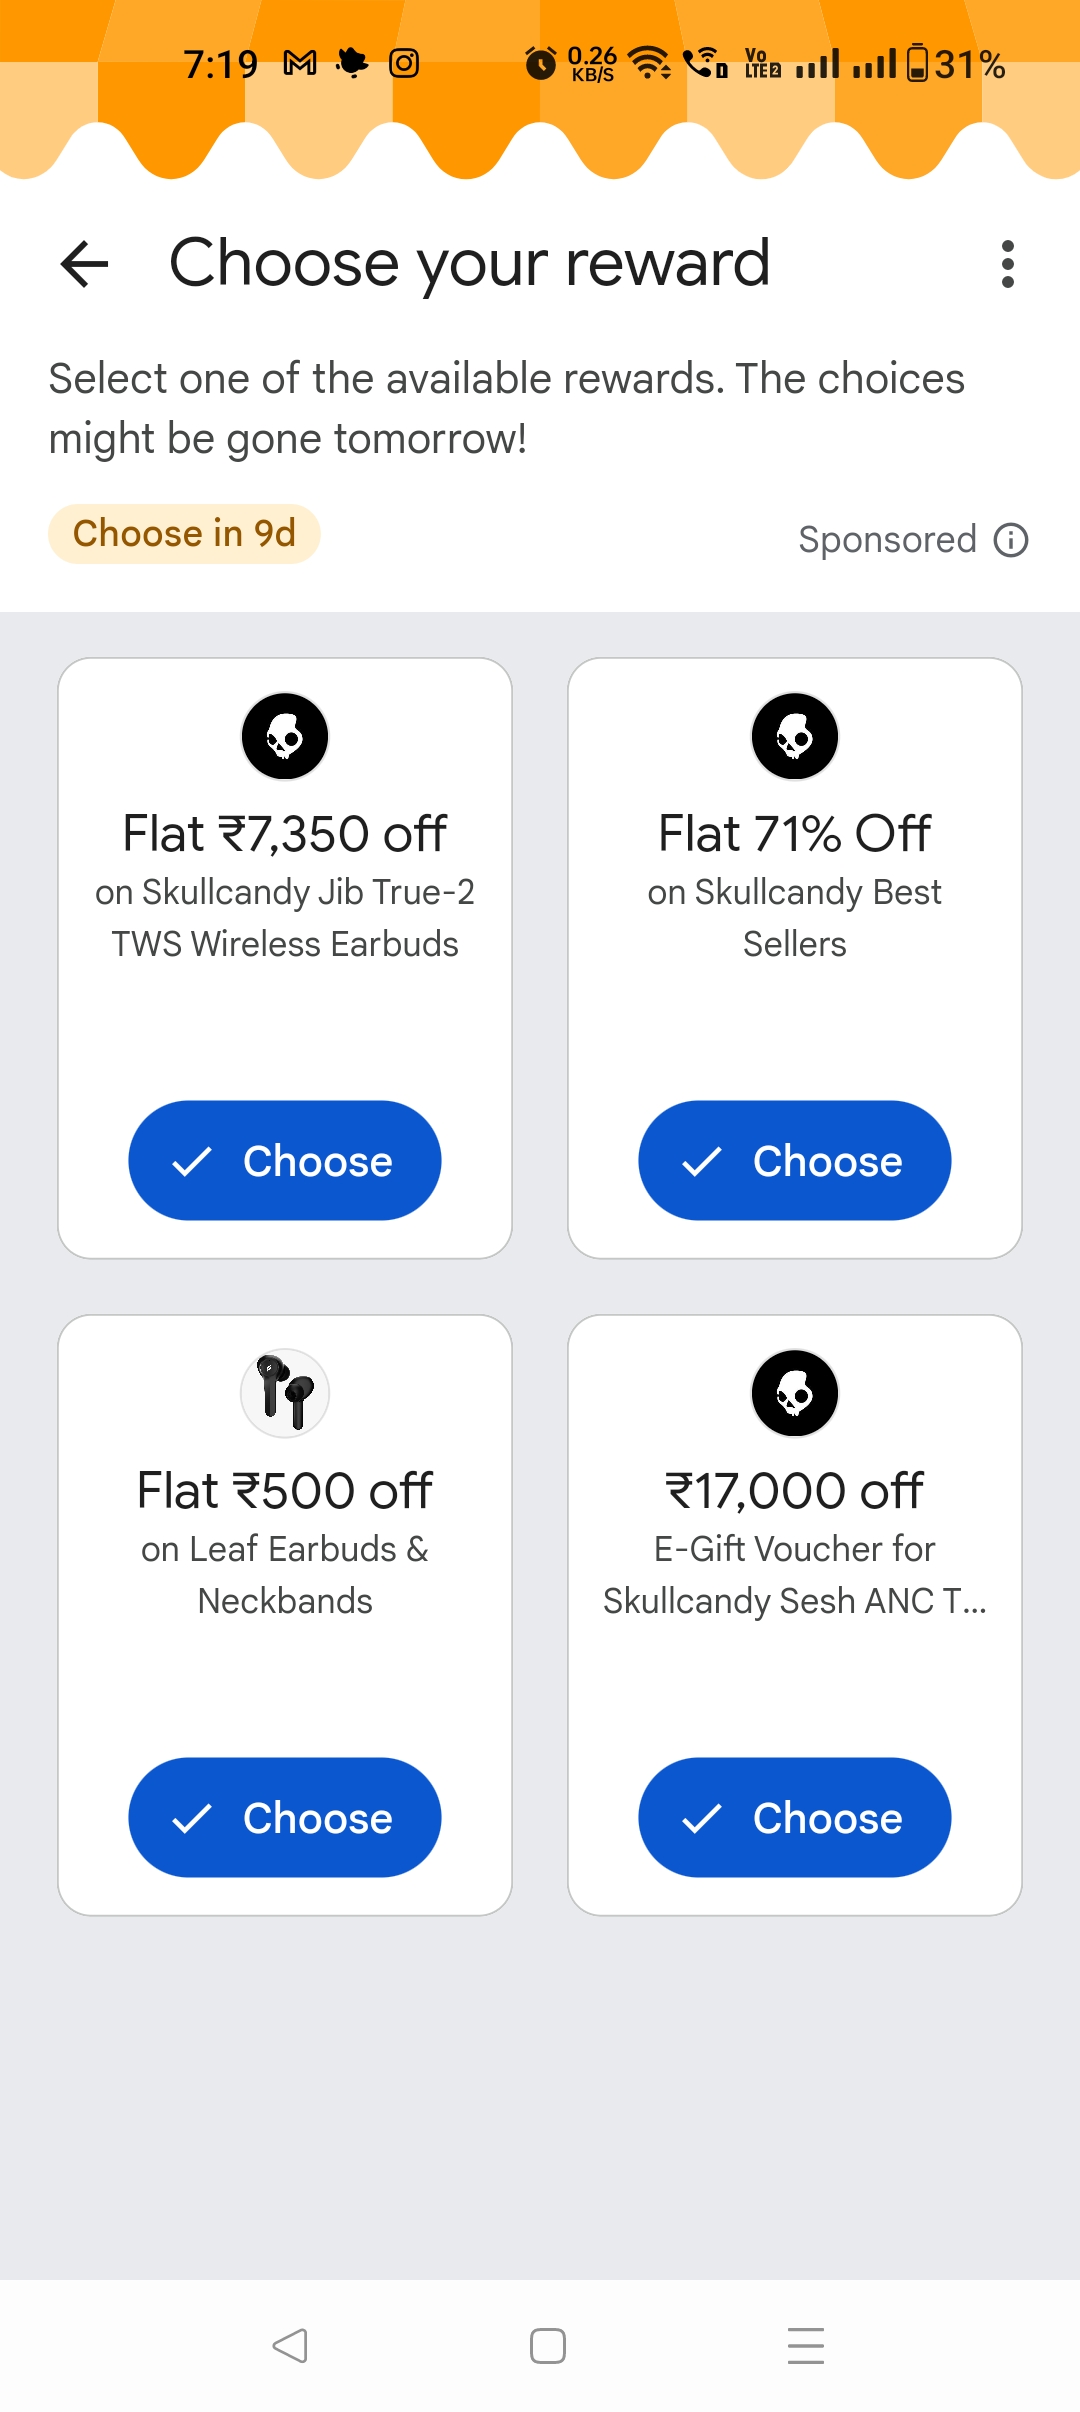 7:19
0.26
KB/S
Vo
LTE 2
31%
Choose your reward
Select one of the available rewards. The choices
might be gone tomorrow!
Choose in 9d
Sponsored
Flat ₹7,350 off
on Skullcandy Jib True-2
TWS Wireless Earbuds
Choose
Flat 71% Off
on Skullcandy Best
Sellers
Choose
Flat ₹500 off
on Leaf Earbuds &
Neckbands
Choose
₹17,000 off
E-Gift Voucher for
Skullcandy Sesh ANC T...
Choose